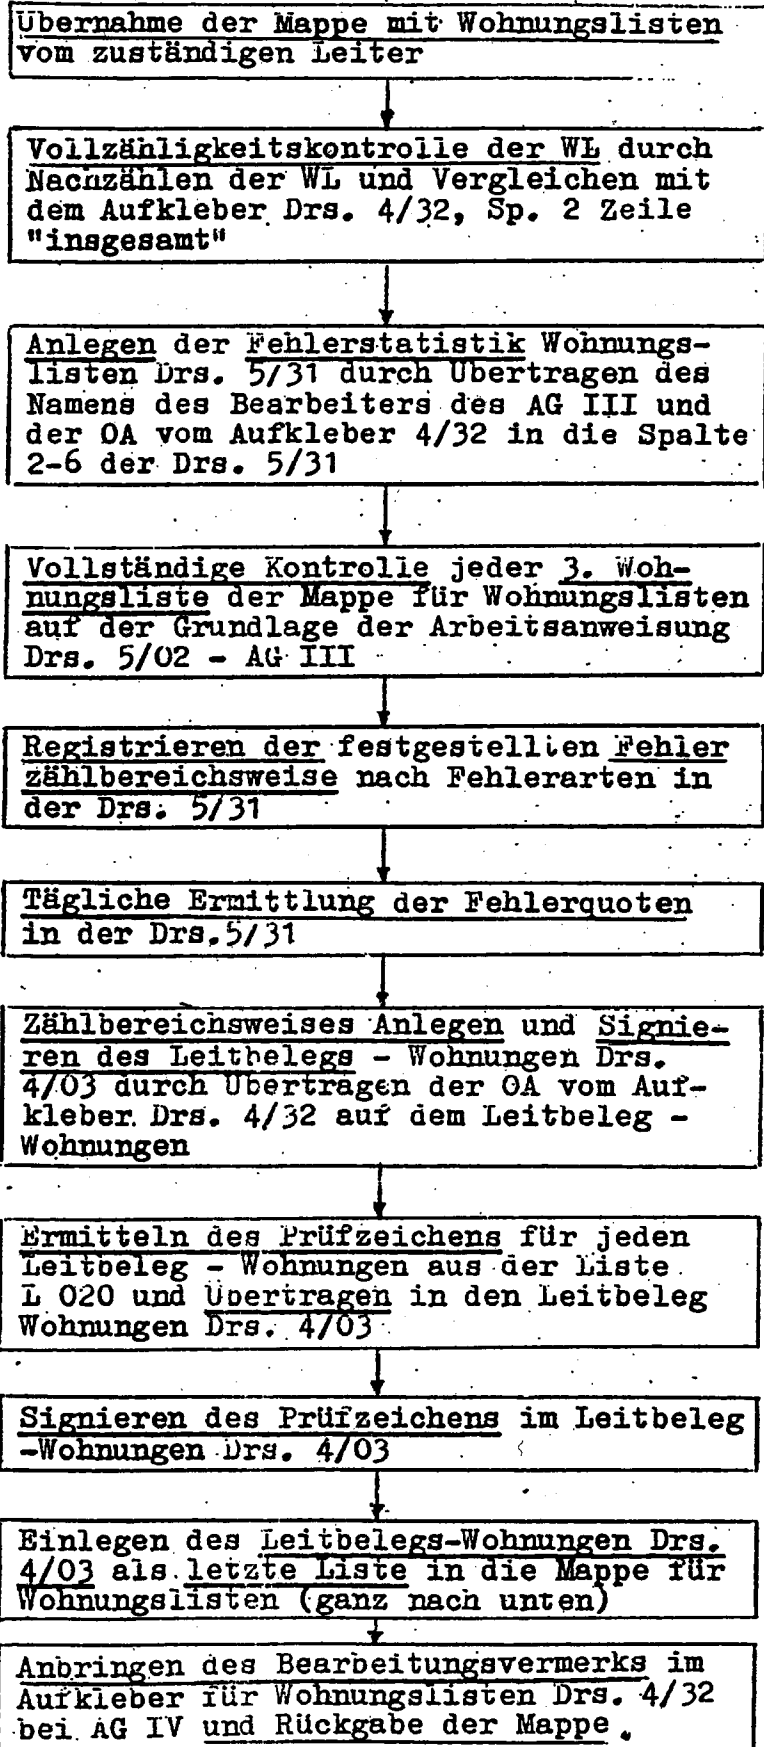 Übernahme der Mappe mit Wohnungslisten
vom zuständigen Leiter
Vollzähligkeitskontrolle der WL durch
Nachzählen der WL und Vergleichen mit
dem Aufkleber Drs. 4/32, Sp. 2 Zeile
"insgesamt"
Anlegen der Fehlerstatistik Wohnungs-
listen Drs. 5/31 durch Übertragen des
Namens des Bearbeiters des AG III und
der OA vom Aufkleber 4/32 in die Spalte
2-6 der Drs. 5/31
Vollständige Kontrolle jeder 3. Woh-
nungsliste der Mappe für Wohnungslisten
auf der Grundlage der Arbeitsanweisung
Drs. 5/02 - AG III
Registrieren der festgestellten Fehler
zählbereichsweise nach Fehlerarten in
der Drs. 5/31
Tägliche Ermittlung der Fehlerquoten
in der Drs. 5/31
Zählbereichsweises Anlegen und Signie-
ren des Leitbelegs - Wohnungen Drs.
4/03 durch Übertragen der OA vom Auf-
kleber Drs. 4/32 auf dem Leitbeleg -
Wohnungen
Ermitteln des Prüfzeichens für jeden
Leitbeleg - Wohnungen aus der Liste
L 020 und Übertragen in den Leitbeleg
Wohnungen Drs. 4/03
Signieren des Prüfzeichens im Leitbeleg
-Wohnungen Drs. 4/03
Einlegen des Leitbelegs-Wohnungen Drs.
4/03 als letzte Liste in die Mappe für
Wohnungslisten (ganz nach unten)
Anbringen des Bearbeitungsvermerks im
Aufkleber für Wohnungslisten Drs. 4/32
bei AG IV und Rückgabe der Mappe.